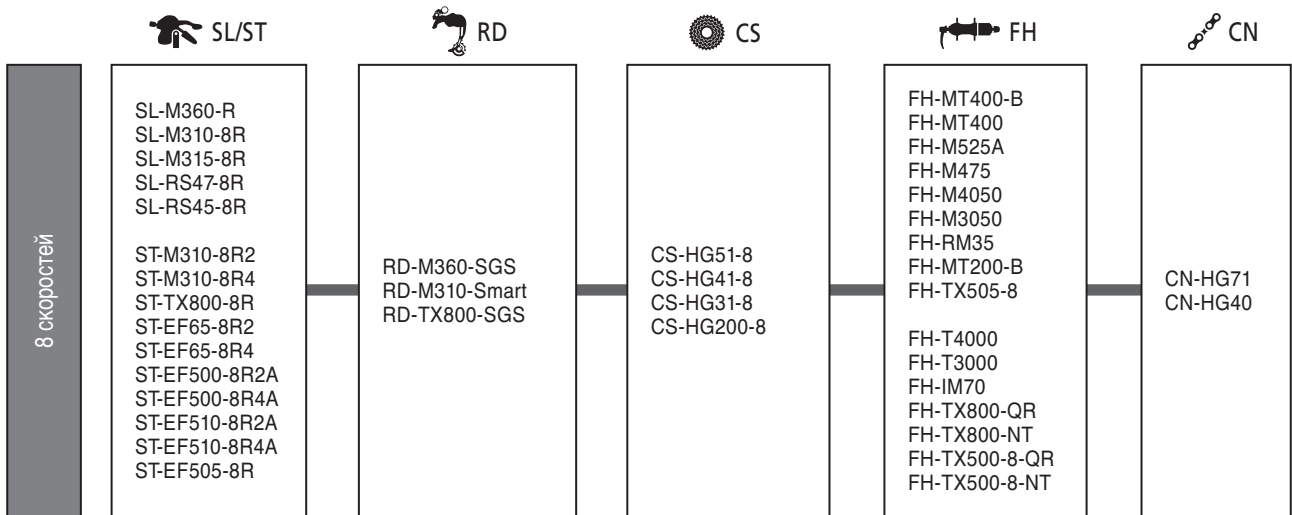 SL/ST
RD
CS
FH
CN
8 скоростей
SL-M360-R
SL-M310-8R
SL-M315-8R
SL-RS47-8R
SL-RS45-8R
ST-M310-8R2
ST-M310-8R4
ST-TX800-8R
ST-EF65-8R2
ST-EF65-8R4
ST-EF500-8R2A
ST-EF500-8R4A
ST-EF510-8R2A
ST-EF510-8R4A
ST-EF505-8R
RD-M360-SGS
RD-M310-Smart
RD-TX800-SGS
CS-HG51-8
CS-HG41-8
CS-HG31-8
CS-HG200-8
FH-MT400-B
FH-MT400
FH-M525A
FH-M475
FH-M4050
FH-M3050
FH-RM35
FH-MT200-B
FH-TX505-8
FH-T4000
FH-T3000
FH-IM70
FH-TX800-QR
FH-TX800-NT
FH-TX500-8-QR
FH-TX500-8-NT
CN-HG71
CN-HG40